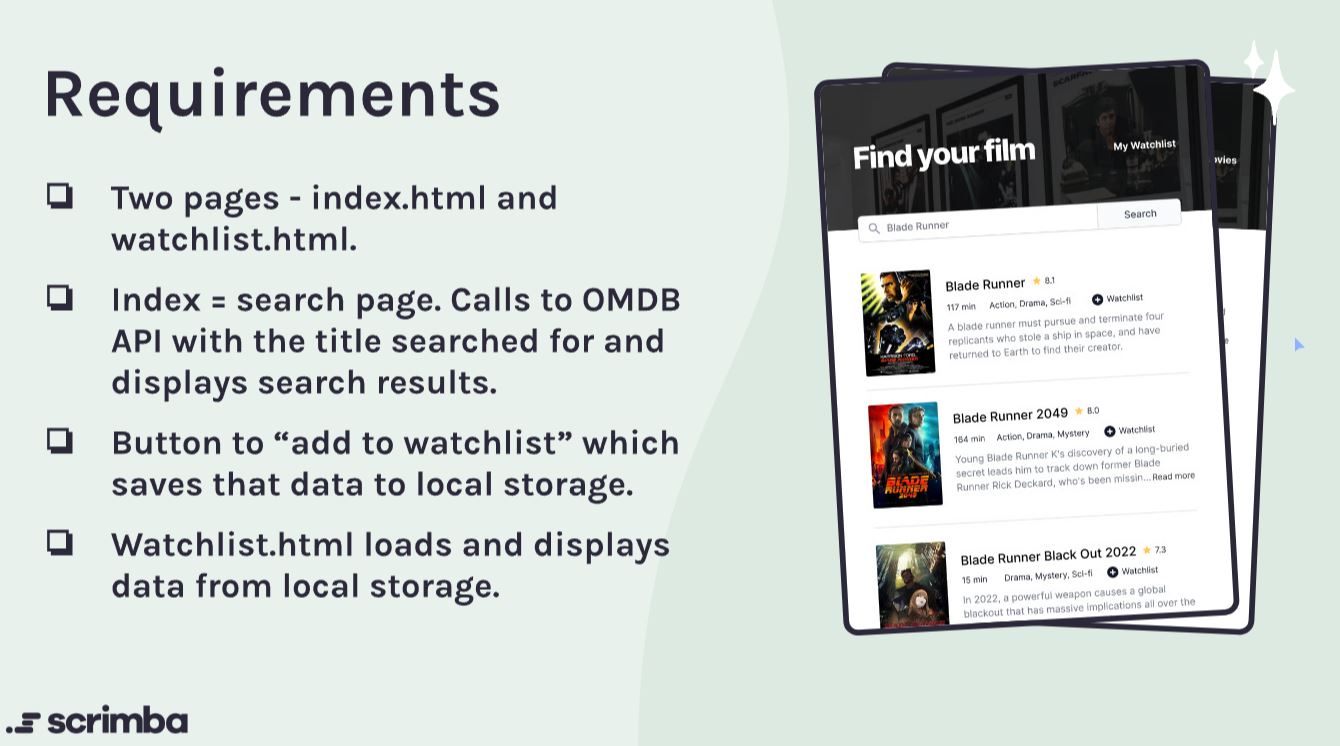 Requirements
Two pages - index.html and
watchlist.html.
Index = search page. Calls to OMDB
API with the title searched for and
displays search results.
Button to “add to watchlist” which
saves that data to local storage.
Watchlist.html loads and displays
data from local storage.
scrimba
SCARFA
Find your film
My Watchlist
ovies
Blade Runner
Search
Blade Runner 8.1
117 min Action, Drama, Sci-fi Watchlist
A blade runner must pursue and terminate four
replicants who stole a ship in space, and have
returned to Earth to find their creator.
Blade Runner 2049 8.0
164 min Action, Drama, Mystery Watchlist
Young Blade Runner K's discovery of a long-buried
secret leads him to track down former Blade
Runner Rick Deckard, who's been missin... Read more
BLADE
RUNNER
2049
Blade Runner Black Out 2022 7.3
15 min Drama, Mystery, Sci-fi Watchlist
In 2022, a powerful weapon causes a global
blackout that has massive implications all over the